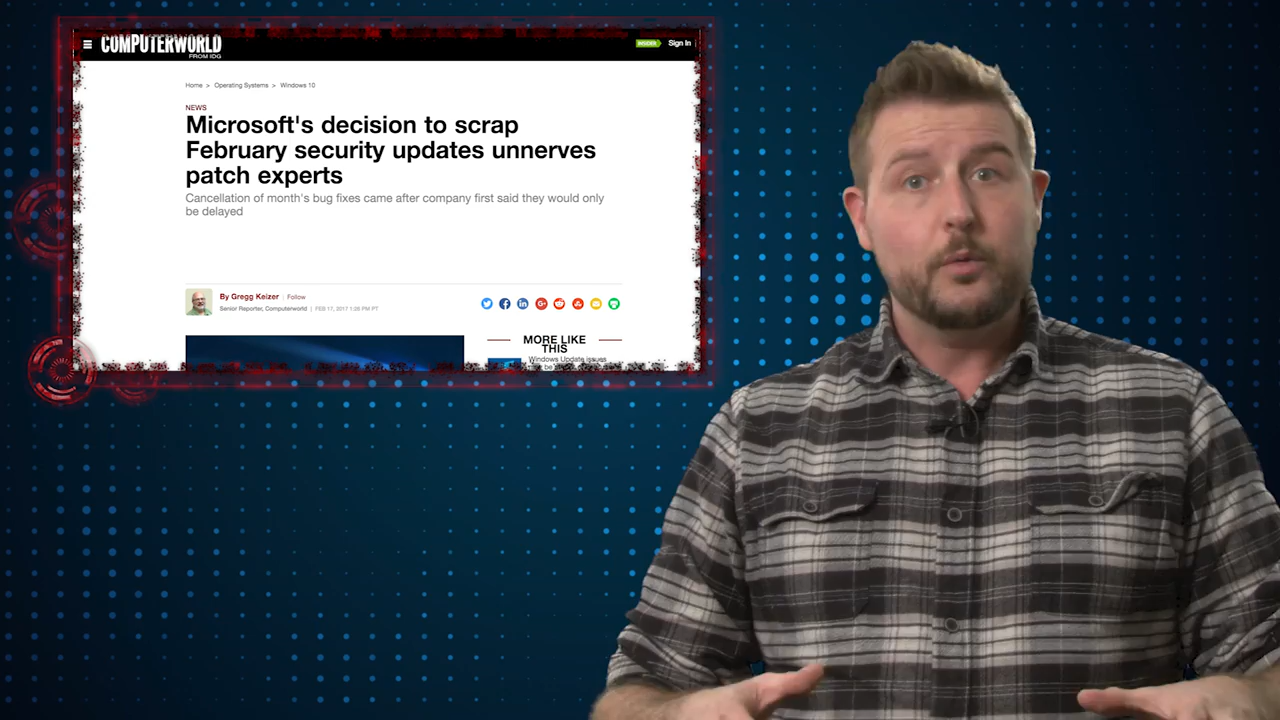 COMPUTERWORLD
FROM IDG
INSIDER
Sign In
Home > Operating Systems > Windows 10
NEWS
Microsoft's decision to scrap
February security updates unnerves
patch experts
Cancellation of month's bug fixes came after company first said they would only
be delayed
By Gregg Keizer | Follow
Senior Reporter, Computerworld | FEB 17, 2017 1:26 PM PT
MORE LIKE
THIS
Windows Update issues